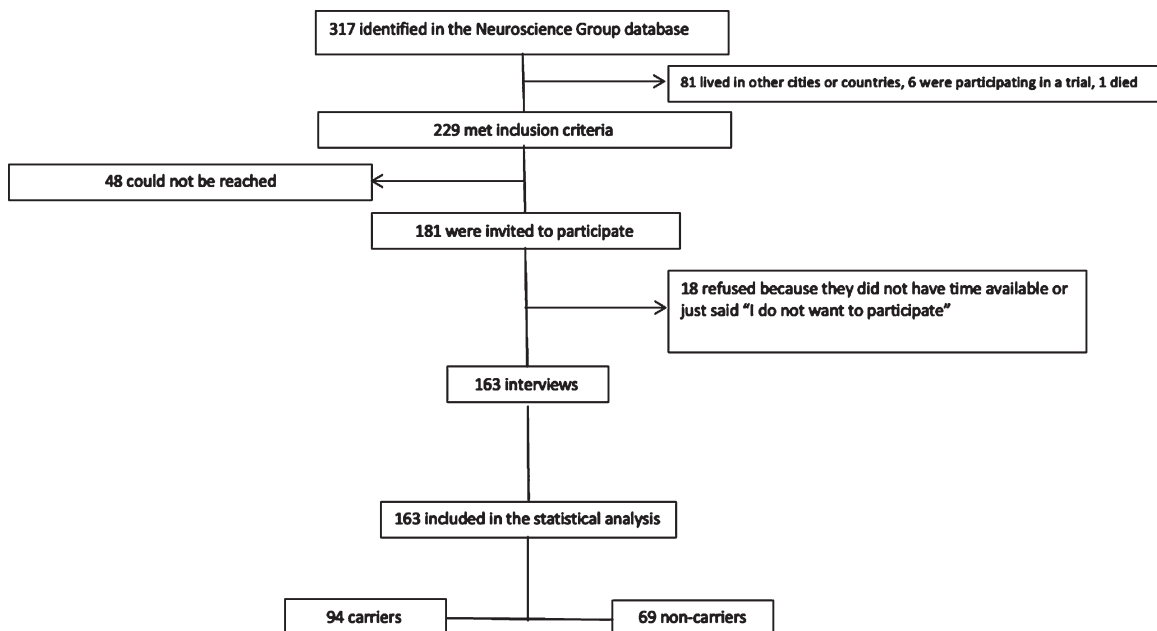 317 identified in the Neuroscience Group database
81 lived in other cities or countries, 6 were participating in a trial, 1 died
229 met inclusion criteria
48 could not be reached
181 were invited to participate
18 refused because they did not have time available or
just said “I do not want to participate”
163 interviews
163 included in the statistical analysis
94 carriers
69 non-carriers